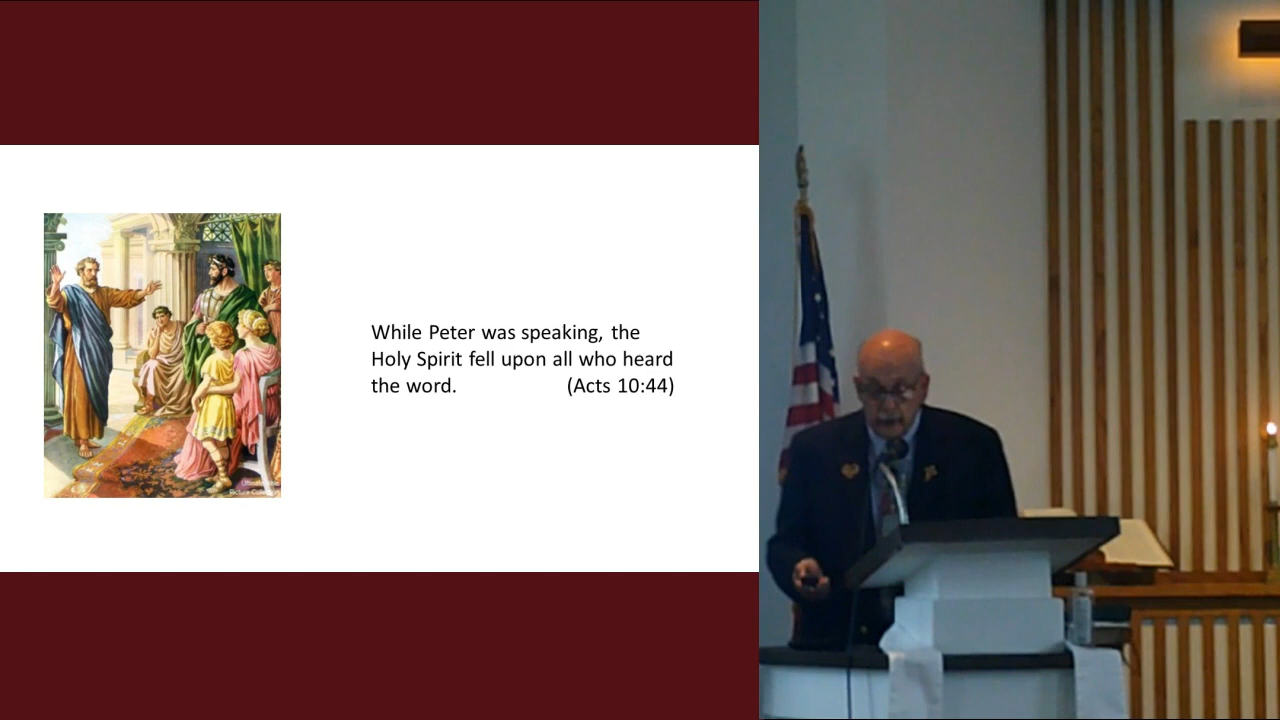 While Peter was speaking, the
Holy Spirit fell upon all who heard
the word. (Acts 10:44)